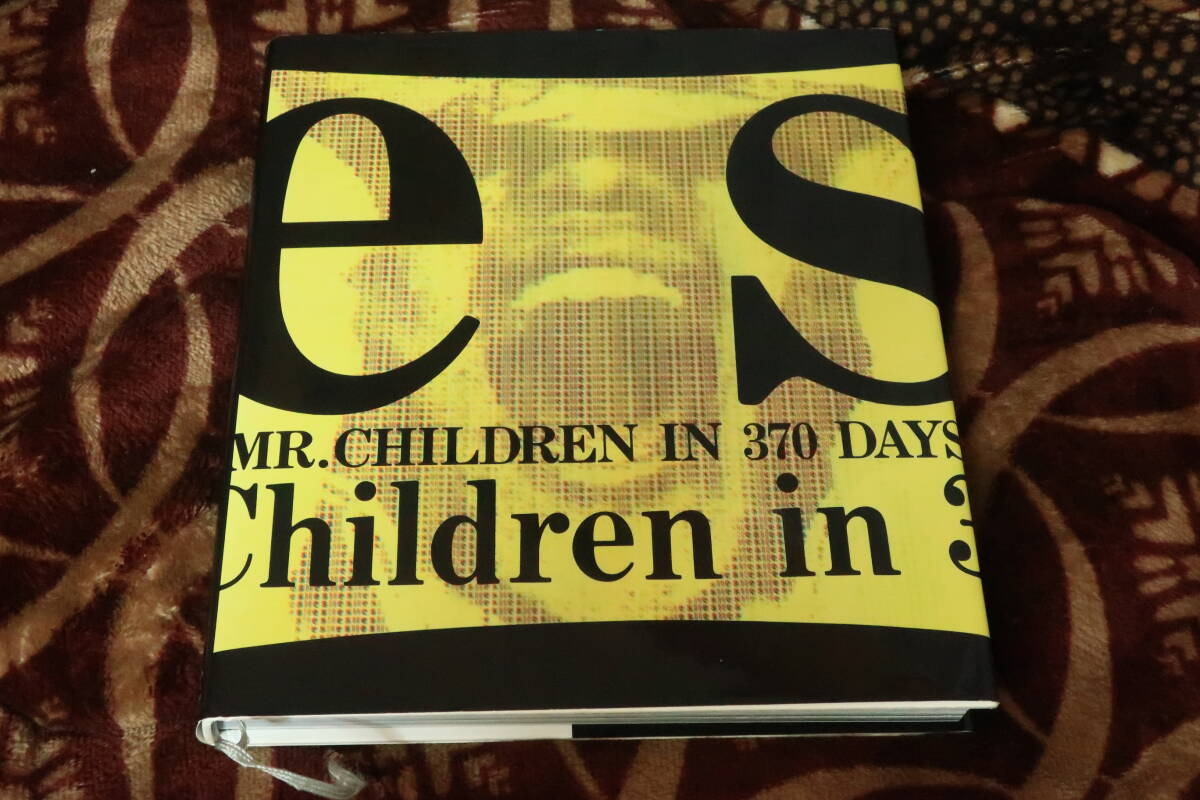 es
MR.CHILDREN IN 370 DAYS
Children in 3